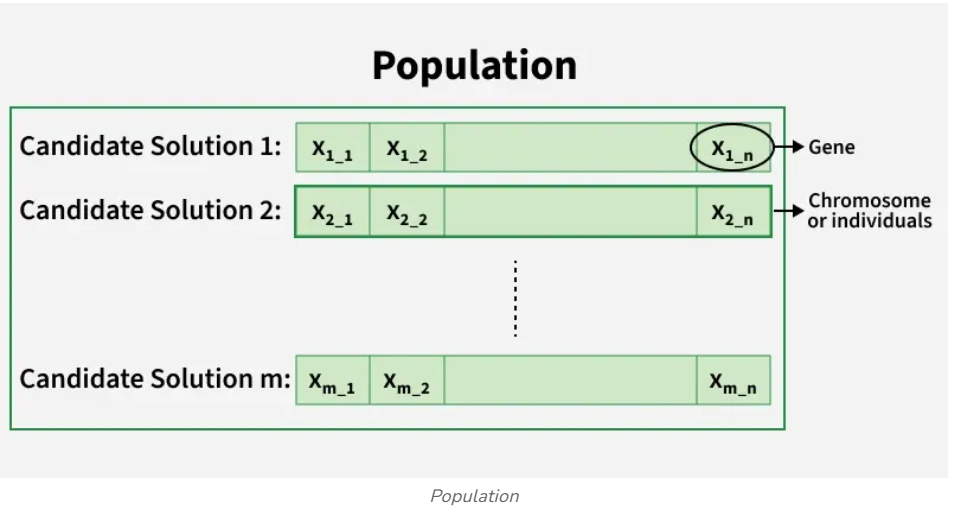 Population
Candidate Solution 1: X1_1 X1_2 X1_n Gene
Candidate Solution 2: X2_1 X2_2 X2_n Chromosome
or individuals
Candidate Solution m: Xm_1 Xm_2 Xm_n
Population